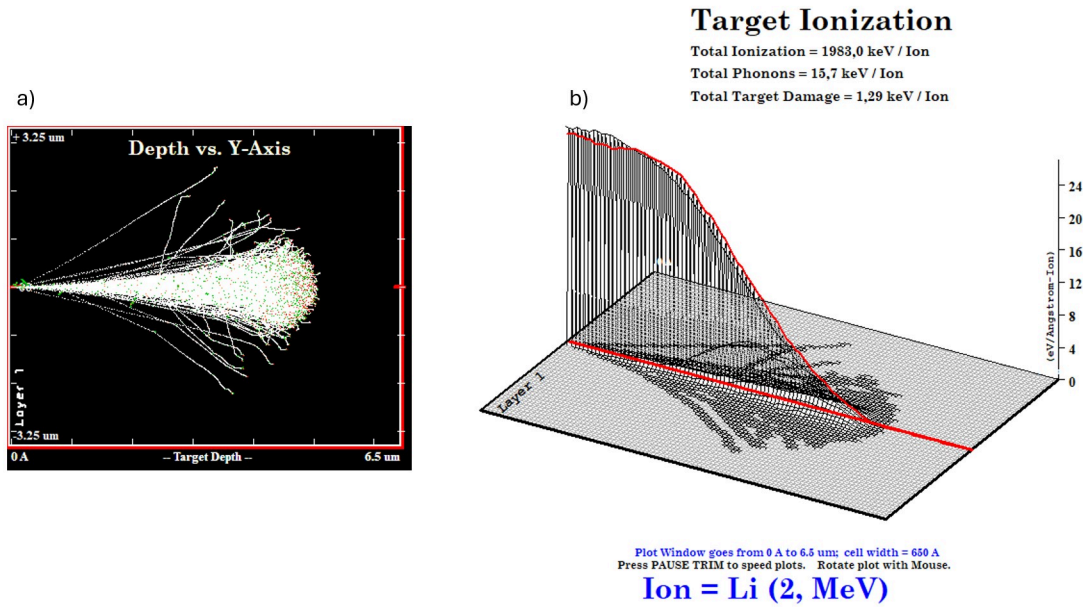 a)
+ 3.25 um
Depth vs. Y-Axis
Layer 1
-3.25 um
0 A
-- Target Depth --
6.5 um
b)
Target Ionization
Total Ionization = 1983,0 keV / Ion
Total Phonons = 15,7 keV / Ion
Total Target Damage = 1,29 keV / Ion
24
20
16
12
8
4
0
(eV/Angstrom-Ion)
Layer 1
Plot Window goes from 0 A to 6.5 um; cell width = 650 A
Press PAUSE TRIM to speed plots. Rotate plot with Mouse.
Ion = Li (2, MeV)